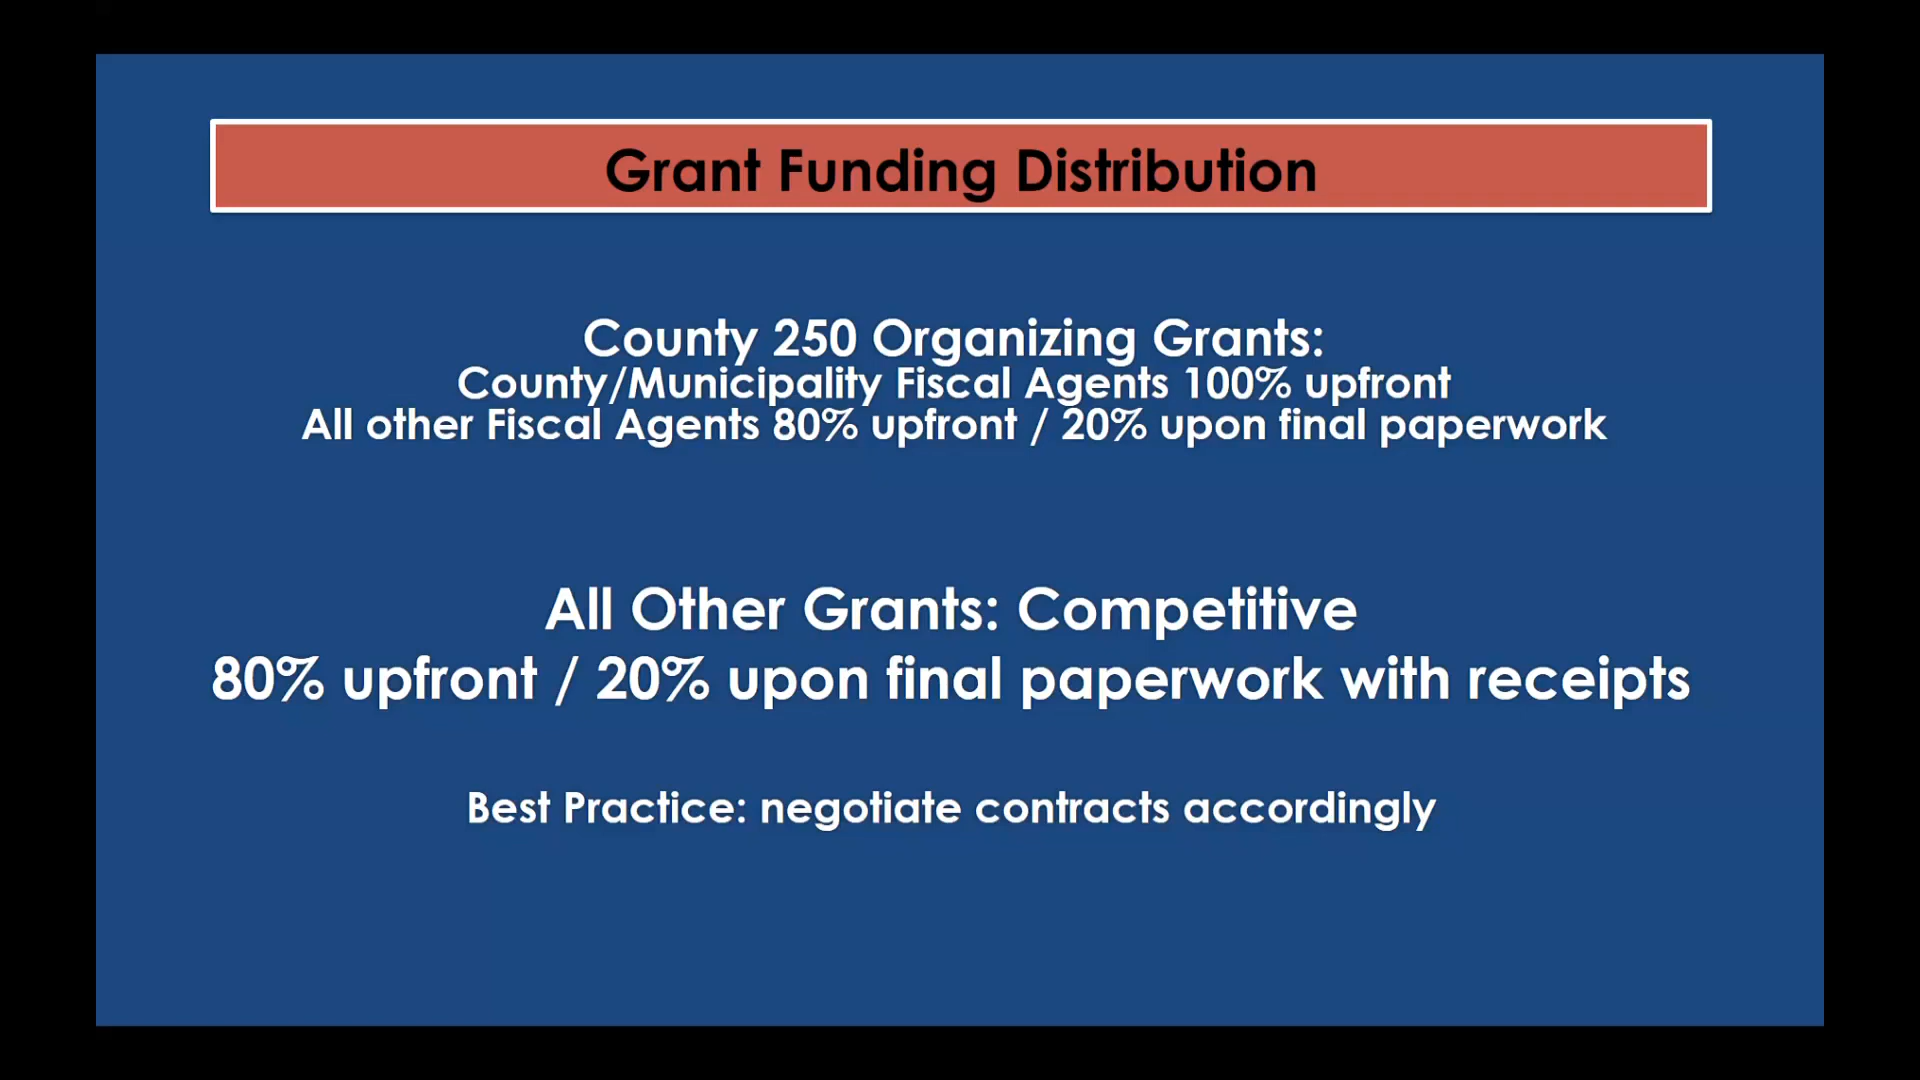 Grant Funding Distribution
County 250 Organizing Grants:
County/Municipality Fiscal Agents 100% upfront
All other Fiscal Agents 80% upfront / 20% upon final paperwork
All Other Grants: Competitive
80% upfront / 20% upon final paperwork with receipts
Best Practice: negotiate contracts accordingly